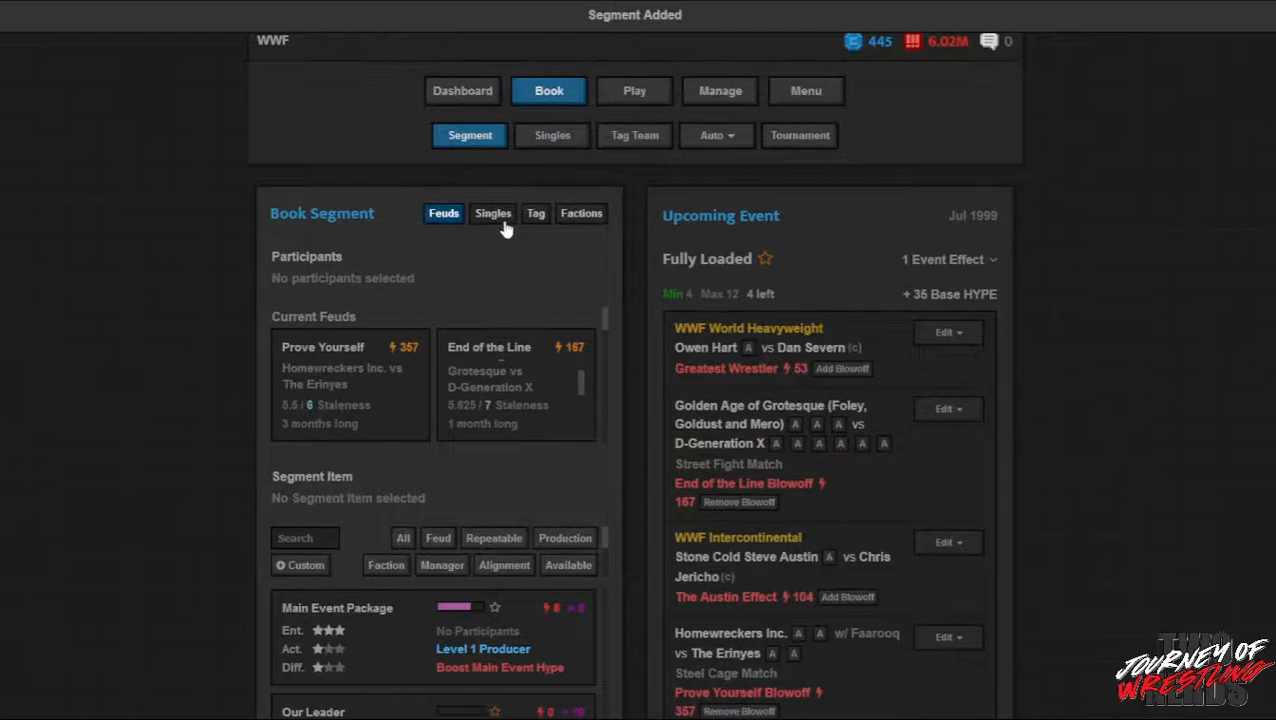 Segment Added
WWF
445
6.02M
0
Dashboard
Book
Play
Manage
Menu
Segment
Singles
Tag Team
Auto
Tournament
Book Segment
Feuds
Singles
Tag
Factions
Participants
No participants selected
Current Feuds
Prove Yourself 357
Homewreckers Inc. vs
The Erinyes
5.5 / 6 Staleness
3 months long
End of the Line 167
Grotesque vs
D-Generation X
5.625 / 7 Staleness
1 month long
Segment Item
No Segment Item selected
Search
All
Feud
Repeatable
Production
Custom
Faction
Manager
Alignment
Available
Main Event Package
Ent.
No Participants
Act.
Level 1 Producer
Diff.
Boost Main Event Hype
Our Leader
Upcoming Event
Jul 1999
Fully Loaded
1 Event Effect
Min 4 Max 12 4 left
+ 35 Base HYPE
WWF World Heavyweight
Edit
Owen Hart A vs Dan Severn (c)
Greatest Wrestler 53 Add Blowoff
Golden Age of Grotesque (Foley,
Edit
Goldust and Mero) A A A vs
D-Generation X A A A A A
Street Fight Match
End of the Line Blowoff
167 Remove Blowoff
WWF Intercontinental
Edit
Stone Cold Steve Austin A vs Chris
Jericho (c)
The Austin Effect 104 Add Blowoff
Homewreckers Inc. A A w/ Faarooq
Edit
vs The Erinyes A A
Steel Cage Match
Prove Yourself Blowoff
357 Remove Blowoff
JOURNEY OF
WRESTLING